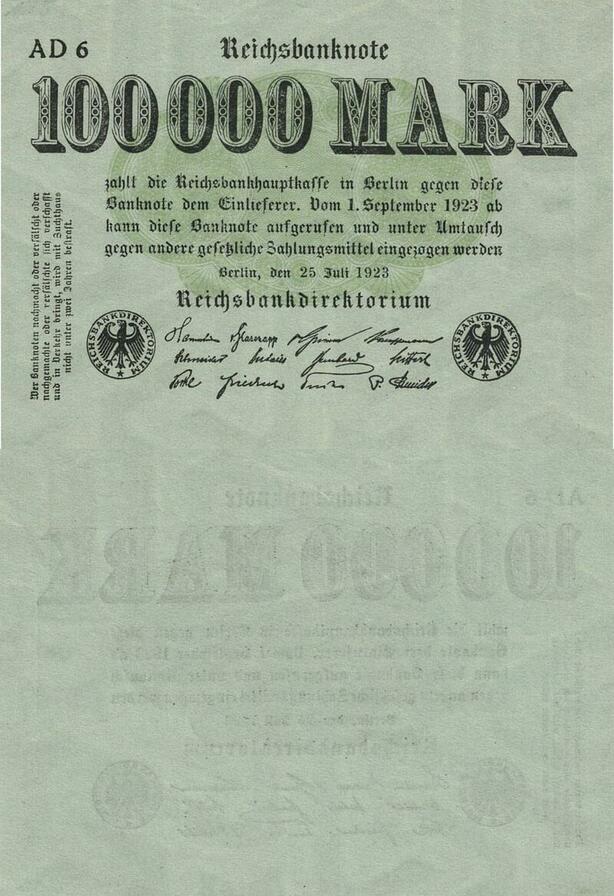 AD 6
Reichsbanknote
100000 MARK
zahlt die Reichsbankhauptkasse in Berlin gegen diese
Banknote dem Einlieferer. Vom 1. September 1923 ab
kann diese Banknote aufgerufen und unter Umtausch
gegen andere gesetzliche Zahlungsmittel eingezogen werden
Berlin, den 25 Juli 1923
Reichsbankdirektorium
REICHSBANKDIREKTORIUM
REICHSBANKDIREKTORIUM
Wer Banknoten nachmacht oder verfälscht oder
nachgemachte oder verfälschte sich verschafft
und in Verkehr bringt, wird mit Zuchthaus
nicht unter zwei Jahren bestraft.